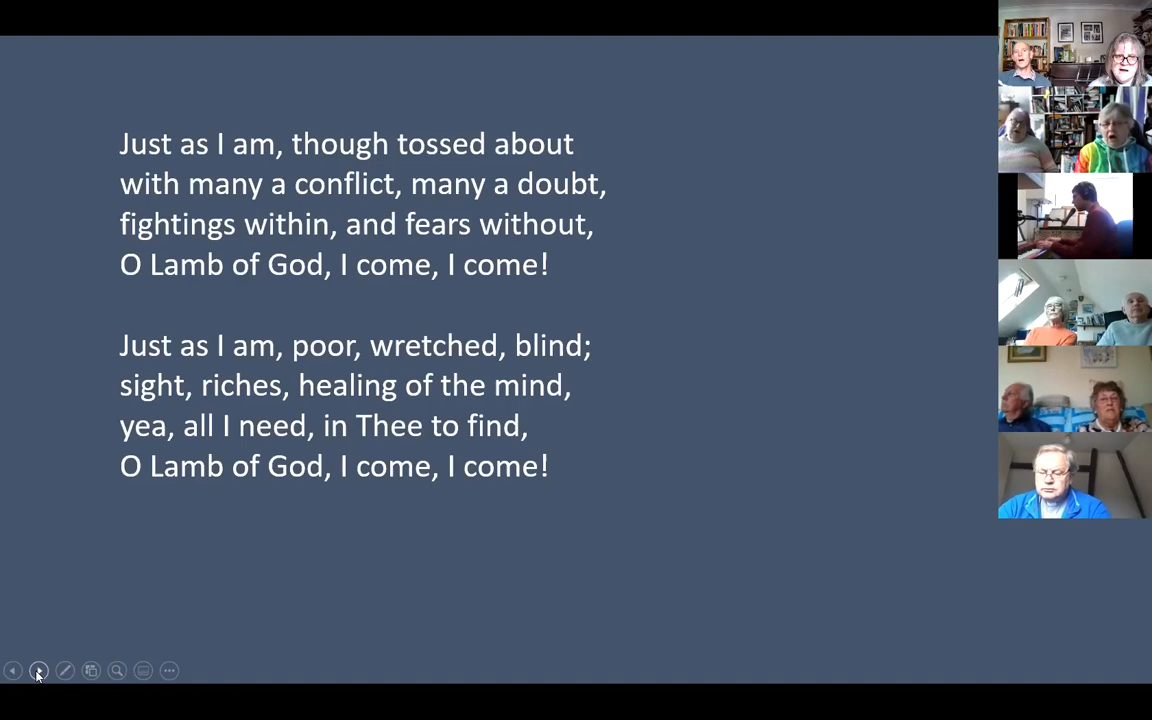 Just as I am, though tossed about
with many a conflict, many a doubt,
fightings within, and fears without,
O Lamb of God, I come, I come!
Just as I am, poor, wretched, blind;
sight, riches, healing of the mind,
yea, all I need, in Thee to find,
O Lamb of God, I come, I come!